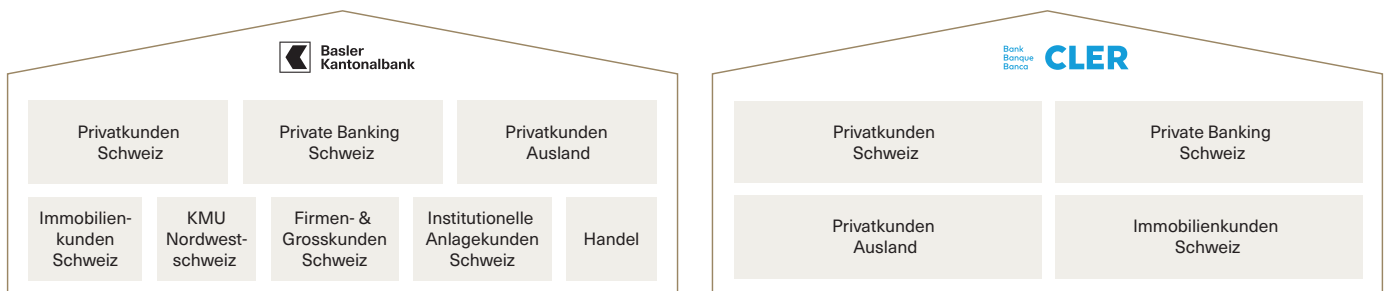 Basler
Kantonalbank
Privatkunden
Schweiz
Private Banking
Schweiz
Privatkunden
Ausland
Immobilien-
kunden
Schweiz
KMU
Nordwest-
schweiz
Firmen- &
Grosskunden
Schweiz
Institutionelle
Anlagekunden
Schweiz
Handel
Bank
Banque
Banca
CLER
Privatkunden
Schweiz
Private Banking
Schweiz
Privatkunden
Ausland
Immobilienkunden
Schweiz